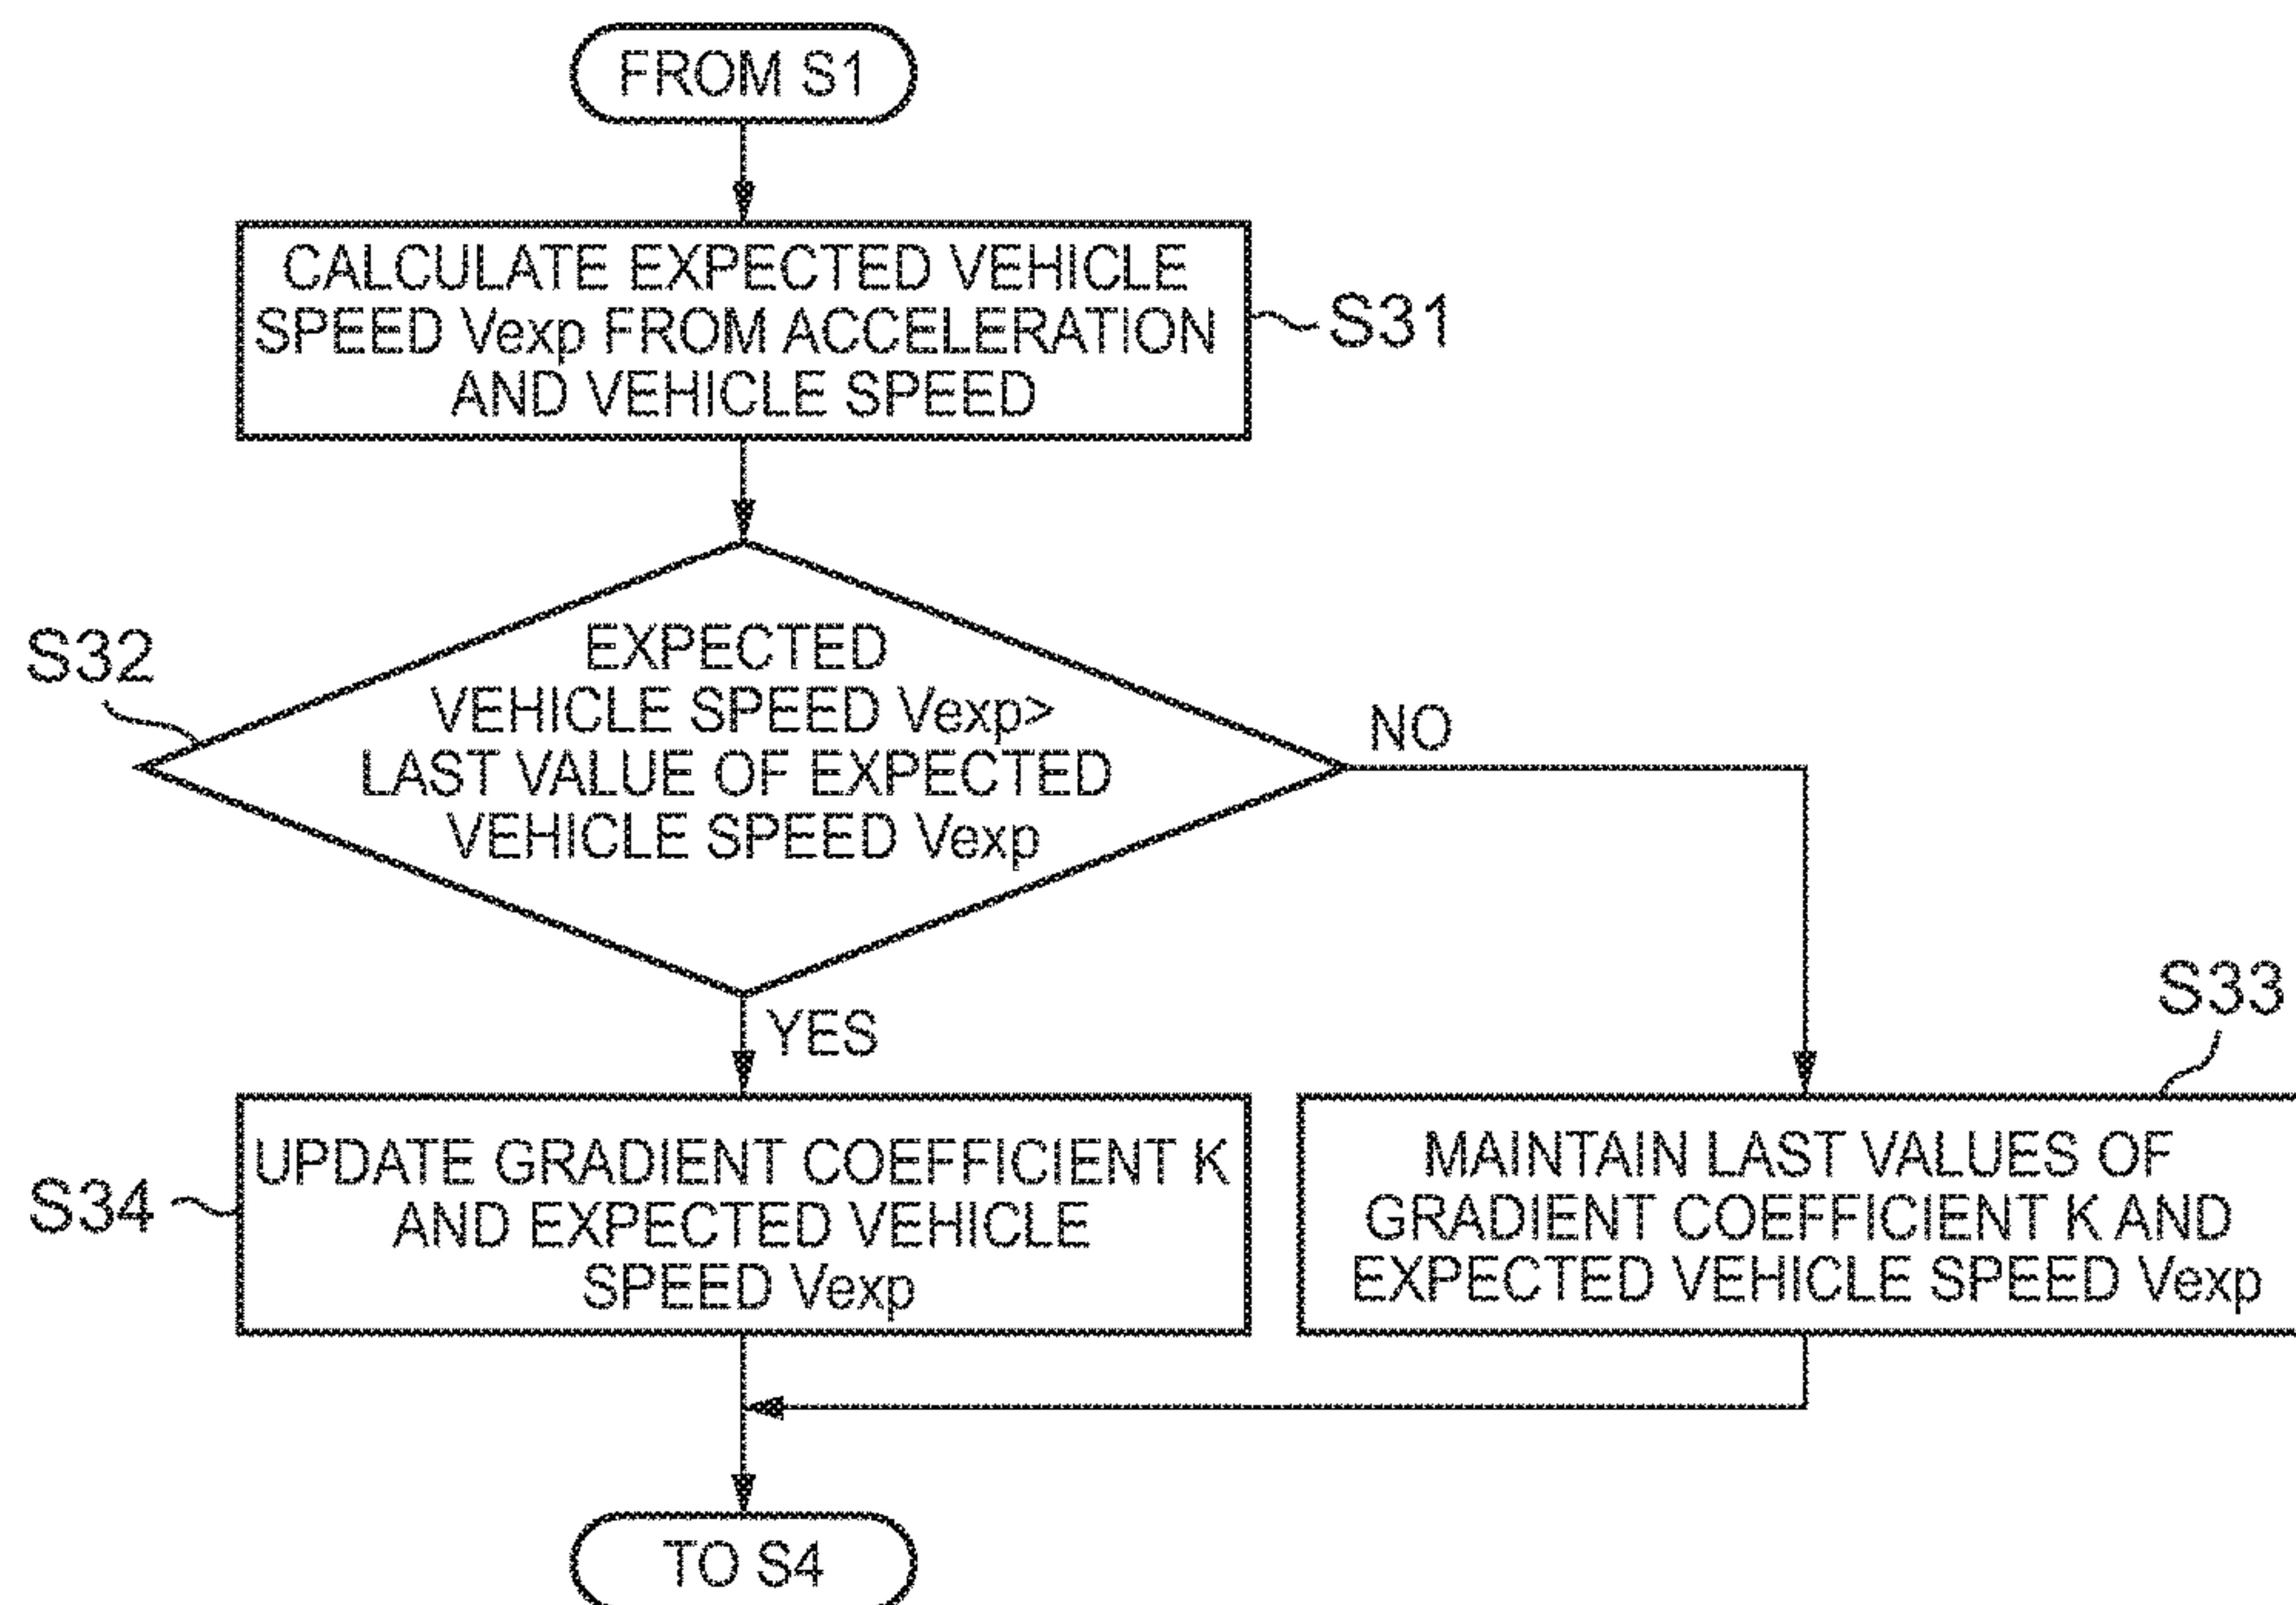 FROM S1
CALCULATE EXPECTED VEHICLE
SPEED Vexp FROM ACCELERATION
AND VEHICLE SPEED
S31
S32
EXPECTED
VEHICLE SPEED Vexp>
LAST VALUE OF EXPECTED
VEHICLE SPEED Vexp
NO
YES
S33
S34
UPDATE GRADIENT COEFFICIENT K
AND EXPECTED VEHICLE
SPEED Vexp
MAINTAIN LAST VALUES OF
GRADIENT COEFFICIENT K AND
EXPECTED VEHICLE SPEED Vexp
TO S4